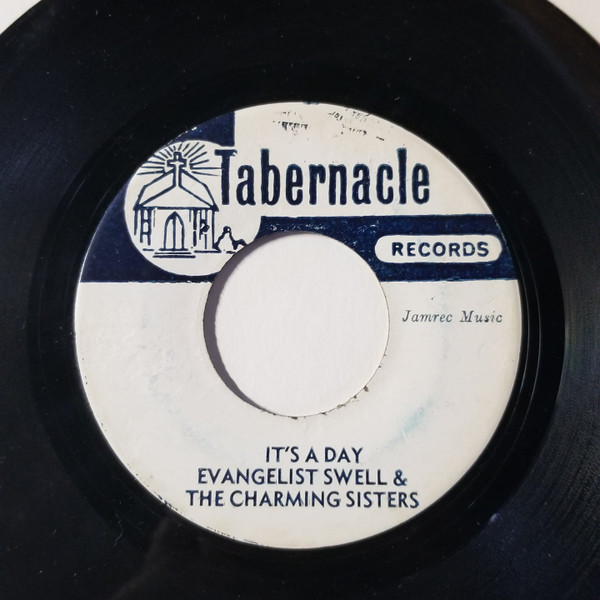 Tabernacle
RECORDS
Jamrec Music
IT'S A DAY
EVANGELIST SWELL &
THE CHARMING SISTERS